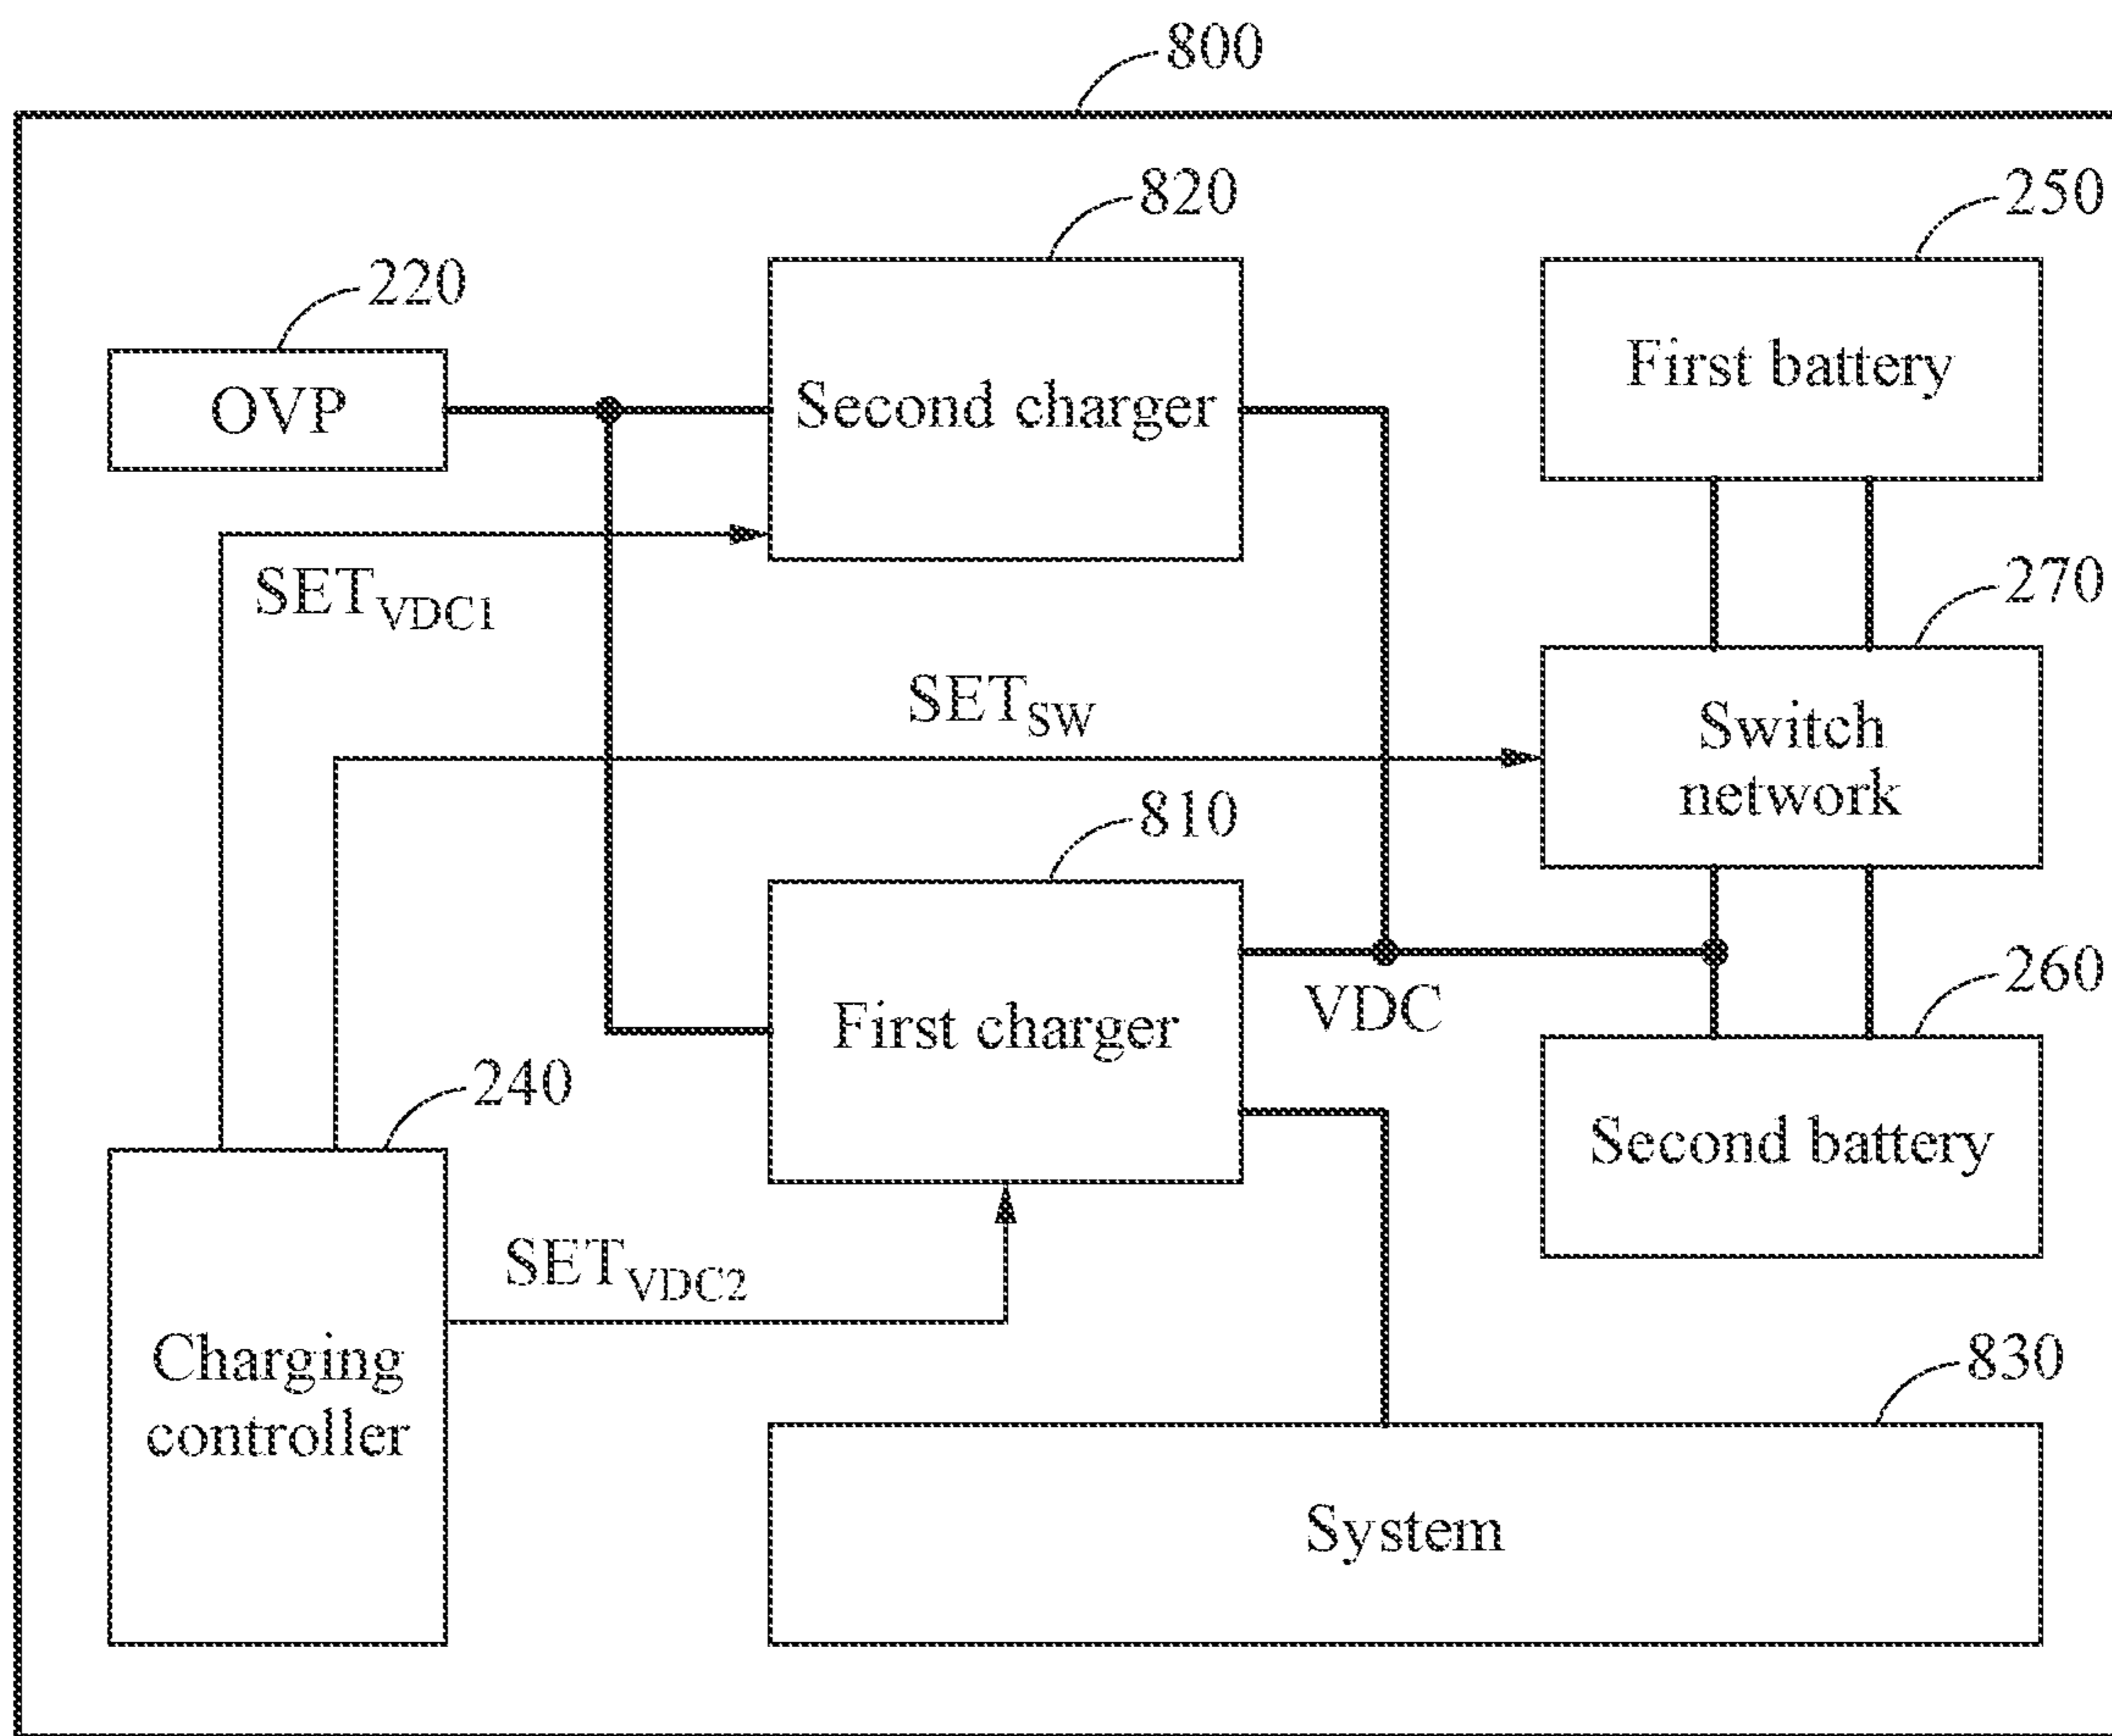 800
820
250
220
OVP
Second charger
First battery
SETVDC1
270
SETSW
Switch
network
810
First charger
VDC
260
240
Second battery
SETVDC2
Charging
controller
830
System